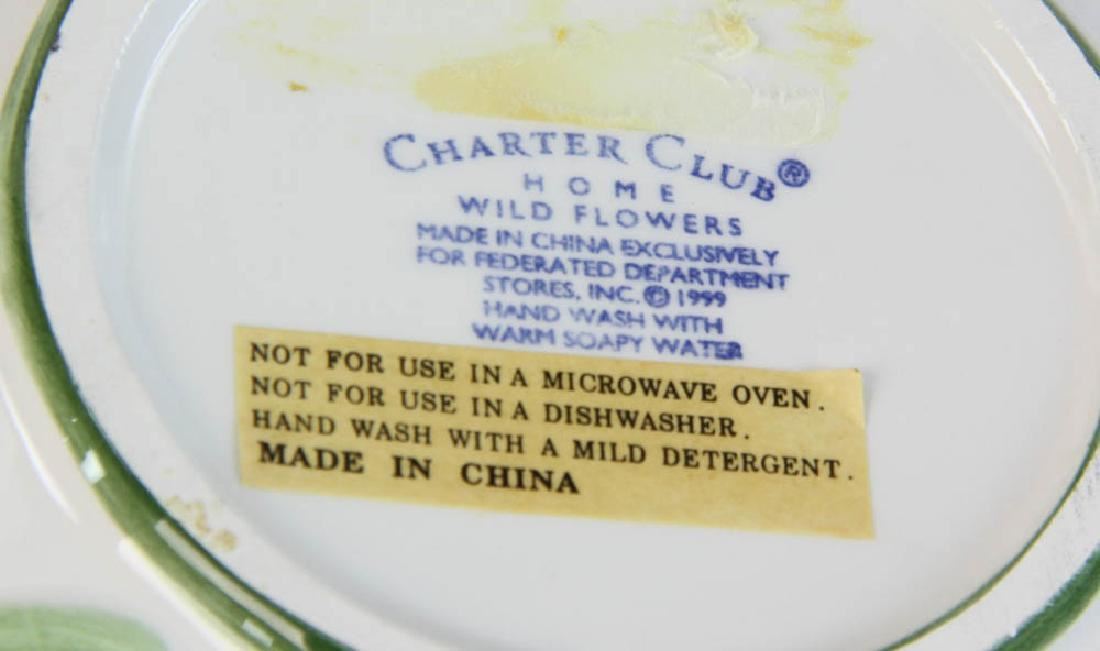 CHARTER CLUB®
HOME
WILD FLOWERS
MADE IN CHINA EXCLUSIVELY
FOR FEDERATED DEPARTMENT
STORES, INC. © 1999
HAND WASH WITH
WARM SOAPY WATER
NOT FOR USE IN A MICROWAVE OVEN.
NOT FOR USE IN A DISHWASHER.
HAND WASH WITH A MILD DETERGENT.
MADE IN CHINA